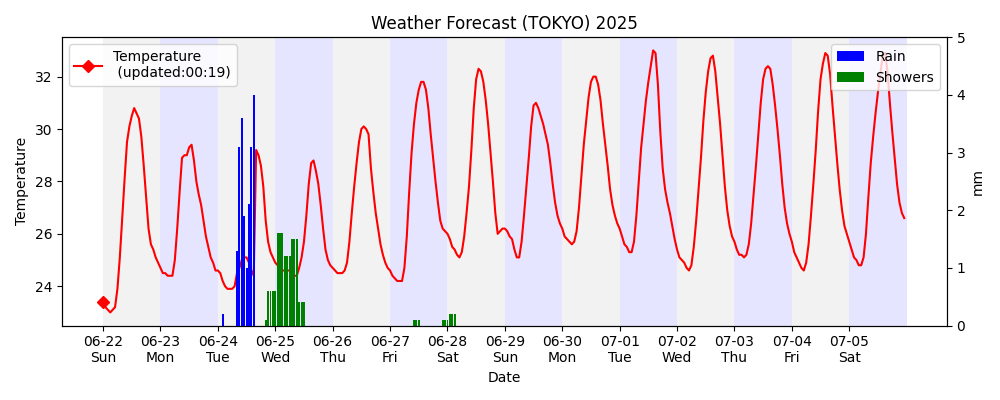 Weather Forecast (TOKYO) 2025
Temperature
(updated:00:19)
Rain
Showers
Temperature
32
30
28
26
24
5
4
3
2
1
0
mm
06-22 06-23 06-24 06-25 06-26 06-27 06-28 06-29 06-30 07-01 07-02 07-03 07-04 07-05
Sun Mon Tue Wed Thu Fri Sat Sun Mon Tue Wed Thu Fri Sat
Date